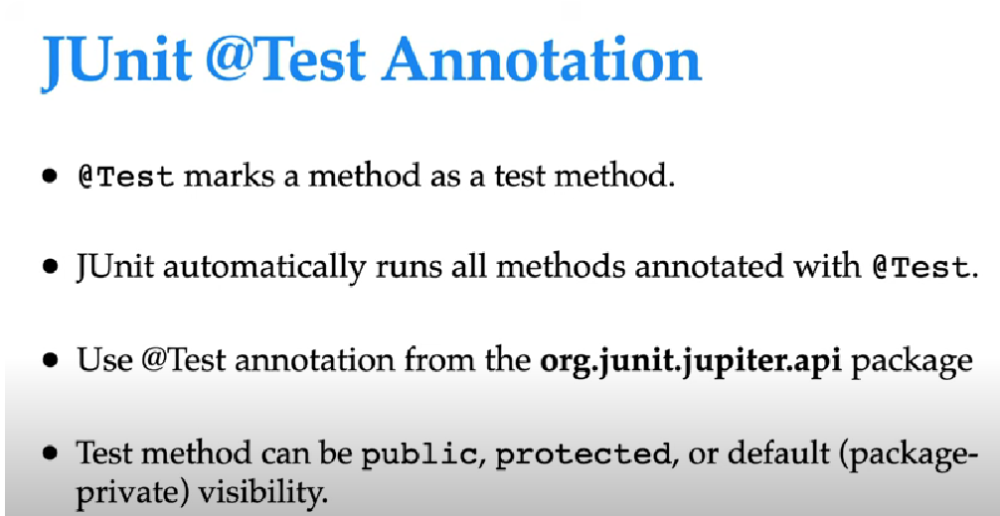 JUnit @Test Annotation
• @Test marks a method as a test method.
• JUnit automatically runs all methods annotated with @Test.
• Use @Test annotation from the org.junit.jupiter.api package
• Test method can be public, protected, or default (package-
private) visibility.